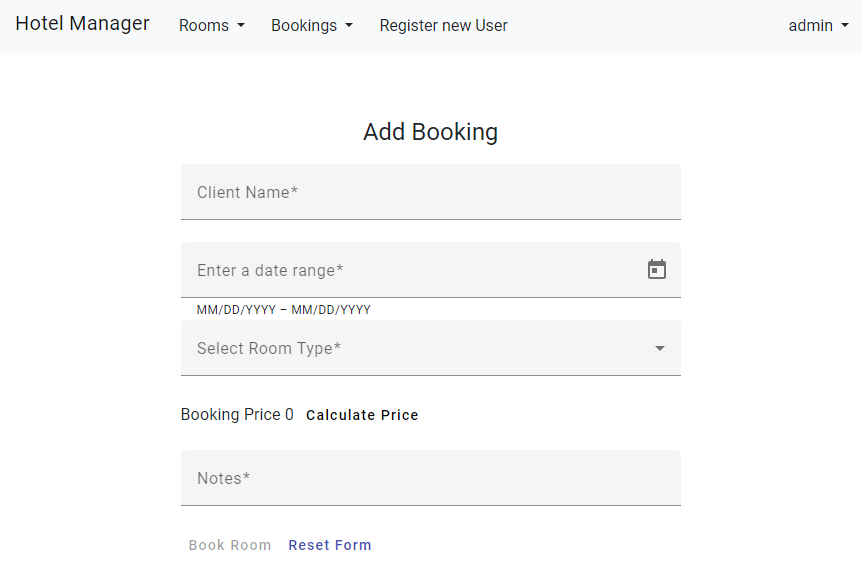 Hotel Manager Rooms Bookings Register new User admin
Add Booking
Client Name*
Enter a date range*
MM/DD/YYYY – MM/DD/YYYY
Select Room Type*
Booking Price 0 Calculate Price
Notes*
Book Room Reset Form